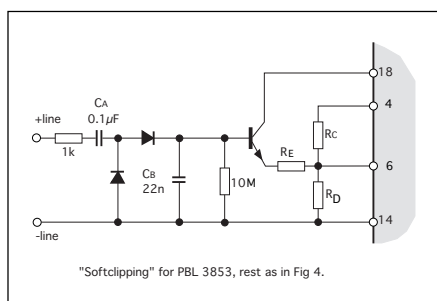 18
CA
0.1µF
4
+line
RC
1k
RE
6
CB
22n
10M
RD
14
-line
"Softclipping" for PBL 3853, rest as in Fig 4.